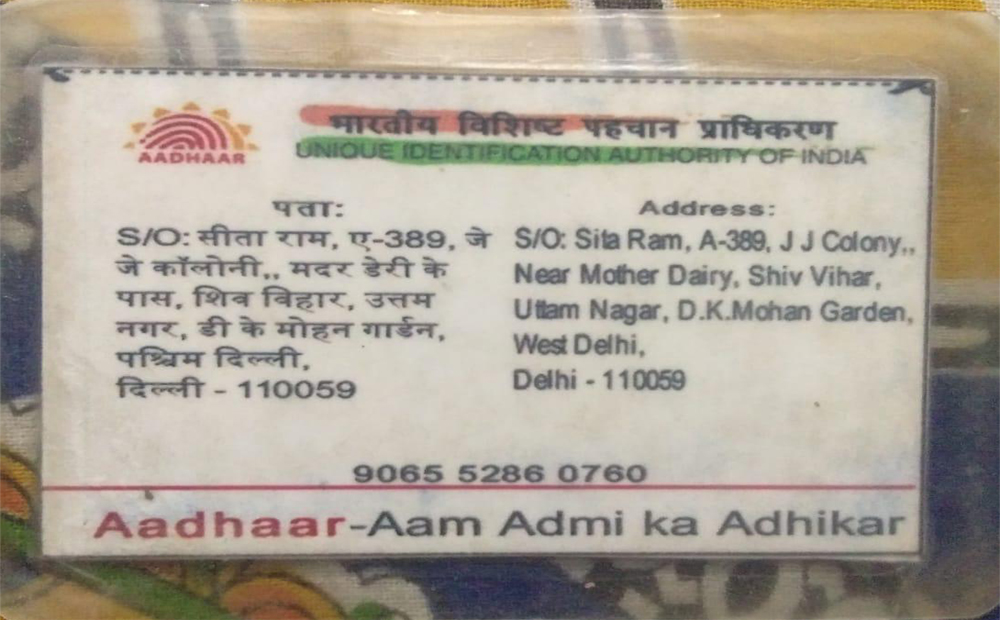 AADHAAR
भारतीय विशिष्ट पहचान प्राधिकरण
UNIQUE IDENTIFICATION AUTHORITY OF INDIA
पता:
S/O: सीता राम, ए-389, जे
जे कॉलोनी,, मदर डेरी के
पास, शिव विहार, उत्तम
नगर, डी के मोहन गार्डन,
पश्चिम दिल्ली,
दिल्ली - 110059
Address:
S/O: Sita Ram, A-389, J J Colony,,
Near Mother Dairy, Shiv Vihar,
Uttam Nagar, D.K.Mohan Garden,
West Delhi,
Delhi - 110059
9065 5286 0760
Aadhaar-Aam Admi ka Adhikar